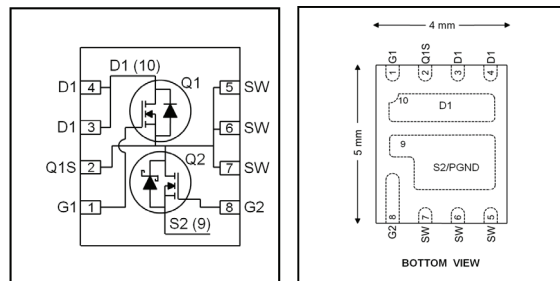 D1 (10)
Q1
D1 4
5 SW
D1 3
6 SW
Q1S 2
7 SW
Q2
G1 1
8 G2
S2 (9)
4 mm
G1 Q1S D1 D1
1 2 3 4
10 D1
5 mm
9
S2/PGND
8 7 6 5
G2 SW SW SW
BOTTOM VIEW